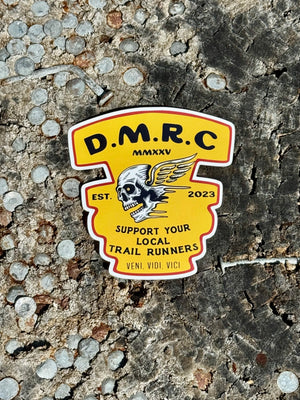 D.M.R.C
MMXXV
EST. 2023
SUPPORT YOUR
LOCAL
TRAIL RUNNERS
VENI, VIDI, VICI